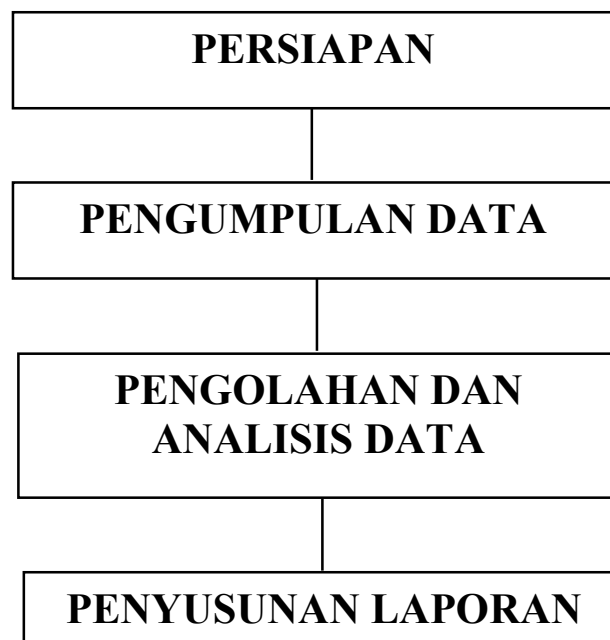 PERSIAPAN
PENGUMPULAN DATA
PENGOLAHAN DAN
ANALISIS DATA
PENYUSUNAN LAPORAN